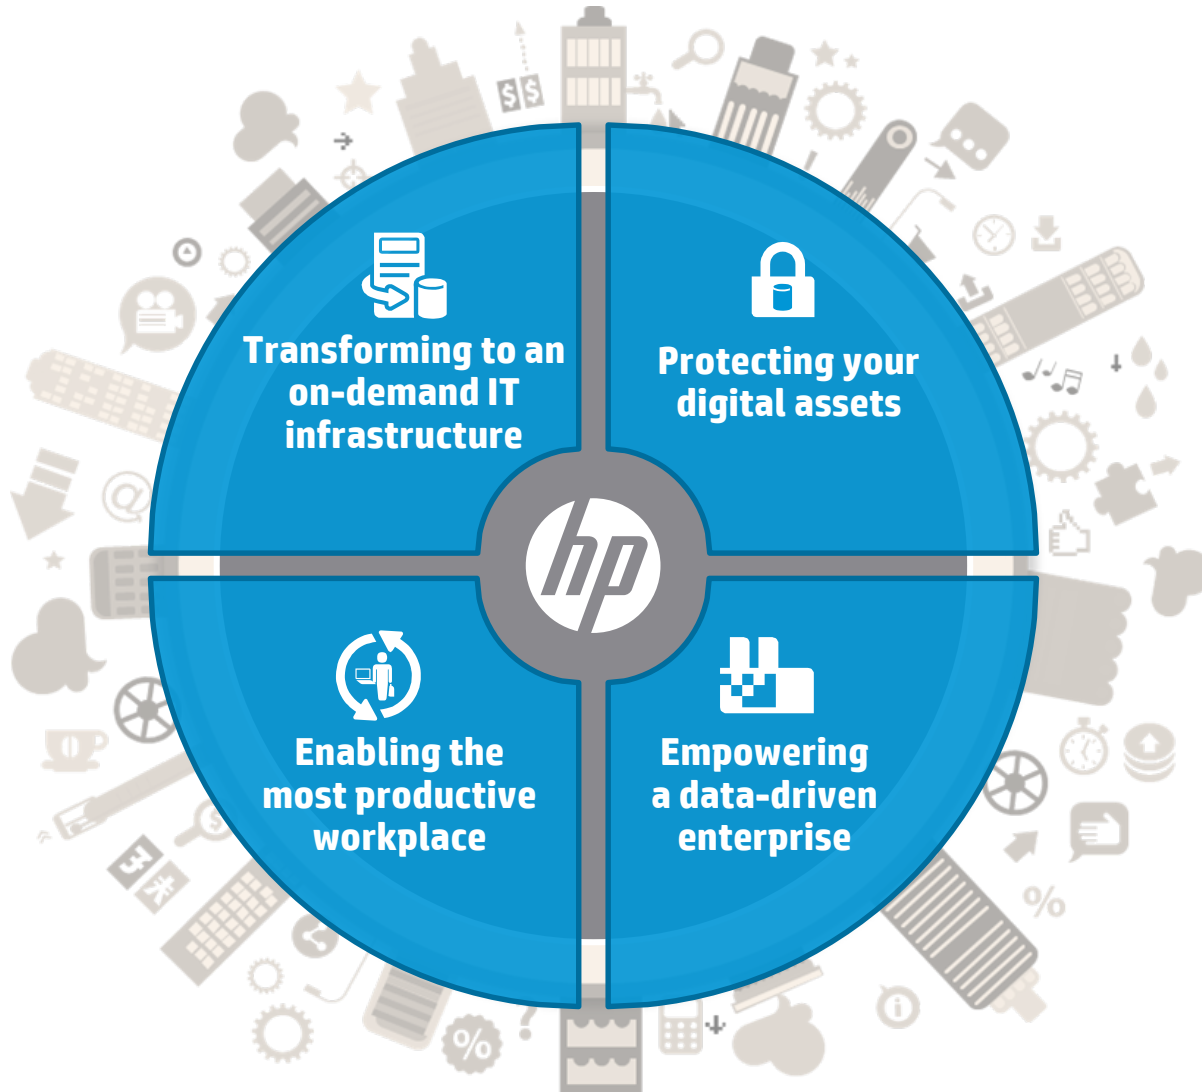 $ $
Transforming to an
on-demand IT
infrastructure
Protecting your
digital assets
@
hp
Enabling the
most productive
workplace
Empowering
a data-driven
enterprise
$
%
i
?
%